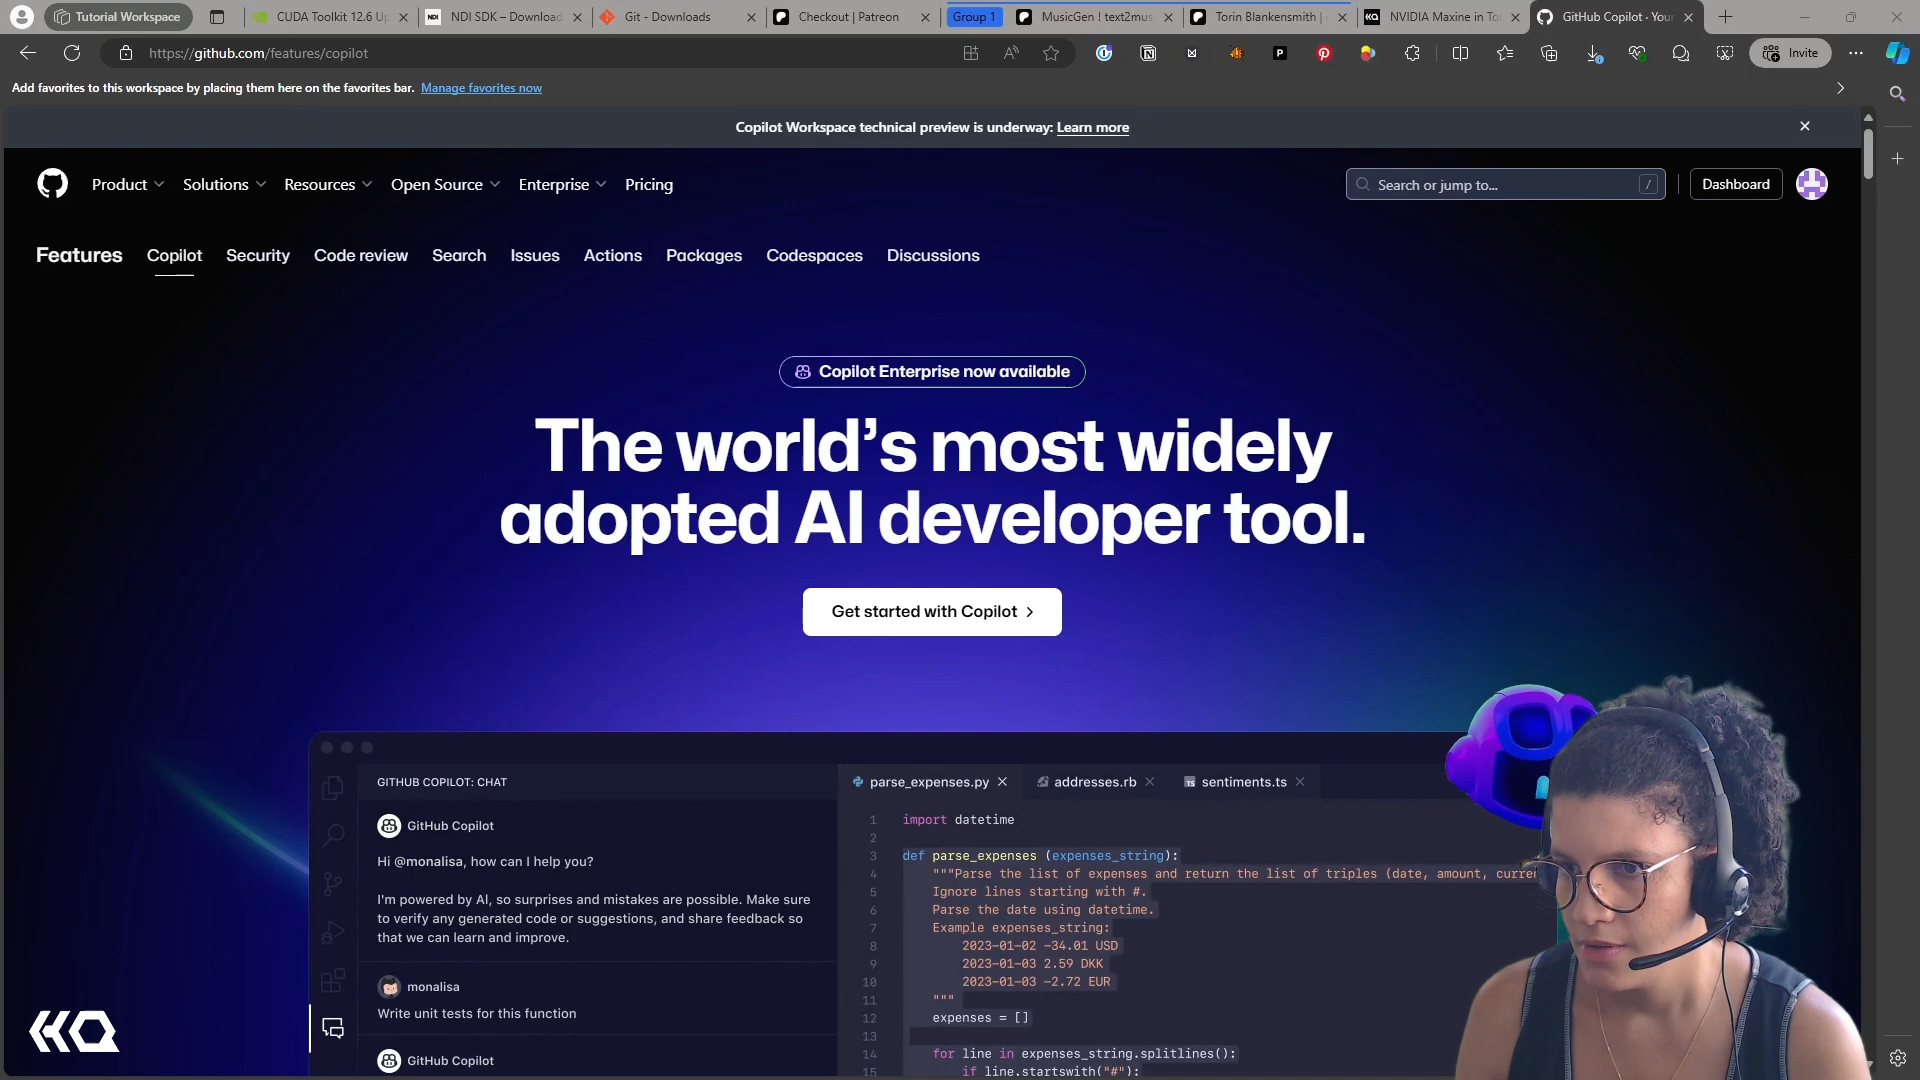 Tutorial Workspace
CUDA Toolkit 12.6 Up
NDI SDK – Download
Git - Downloads
Checkout | Patreon
Group 1
MusicGen ! text2mus
Torin Blankensmith |
NVIDIA Maxine in To
GitHub Copilot · Your
https://github.com/features/copilot
Invite
Add favorites to this workspace by placing them here on the favorites bar. Manage favorites now
Copilot Workspace technical preview is underway: Learn more
Product
Solutions
Resources
Open Source
Enterprise
Pricing
Search or jump to...
/
Dashboard
Features
Copilot
Security
Code review
Search
Issues
Actions
Packages
Codespaces
Discussions
Copilot Enterprise now available
The world’s most widely
adopted AI developer tool.
Get started with Copilot
GITHUB COPILOT: CHAT
GitHub Copilot
Hi @monalisa, how can I help you?
I'm powered by AI, so surprises and mistakes are possible. Make sure
to verify any generated code or suggestions, and share feedback so
that we can learn and improve.
monalisa
Write unit tests for this function
GitHub Copilot
parse_expenses.py
addresses.rb
sentiments.ts
1 import datetime
2
3 def parse_expenses (expenses_string):
4 """Parse the list of expenses and return the list of triples (date, amount, curren
5 Ignore lines starting with #.
6 Parse the date using datetime.
7 Example expenses_string:
8 2023-01-02 -34.01 USD
9 2023-01-03 2.59 DKK
10 2023-01-03 -2.72 EUR
11 """
12 expenses = []
13
14 for line in expenses_string.splitlines():
15 if line.startswith("#"):
HQ